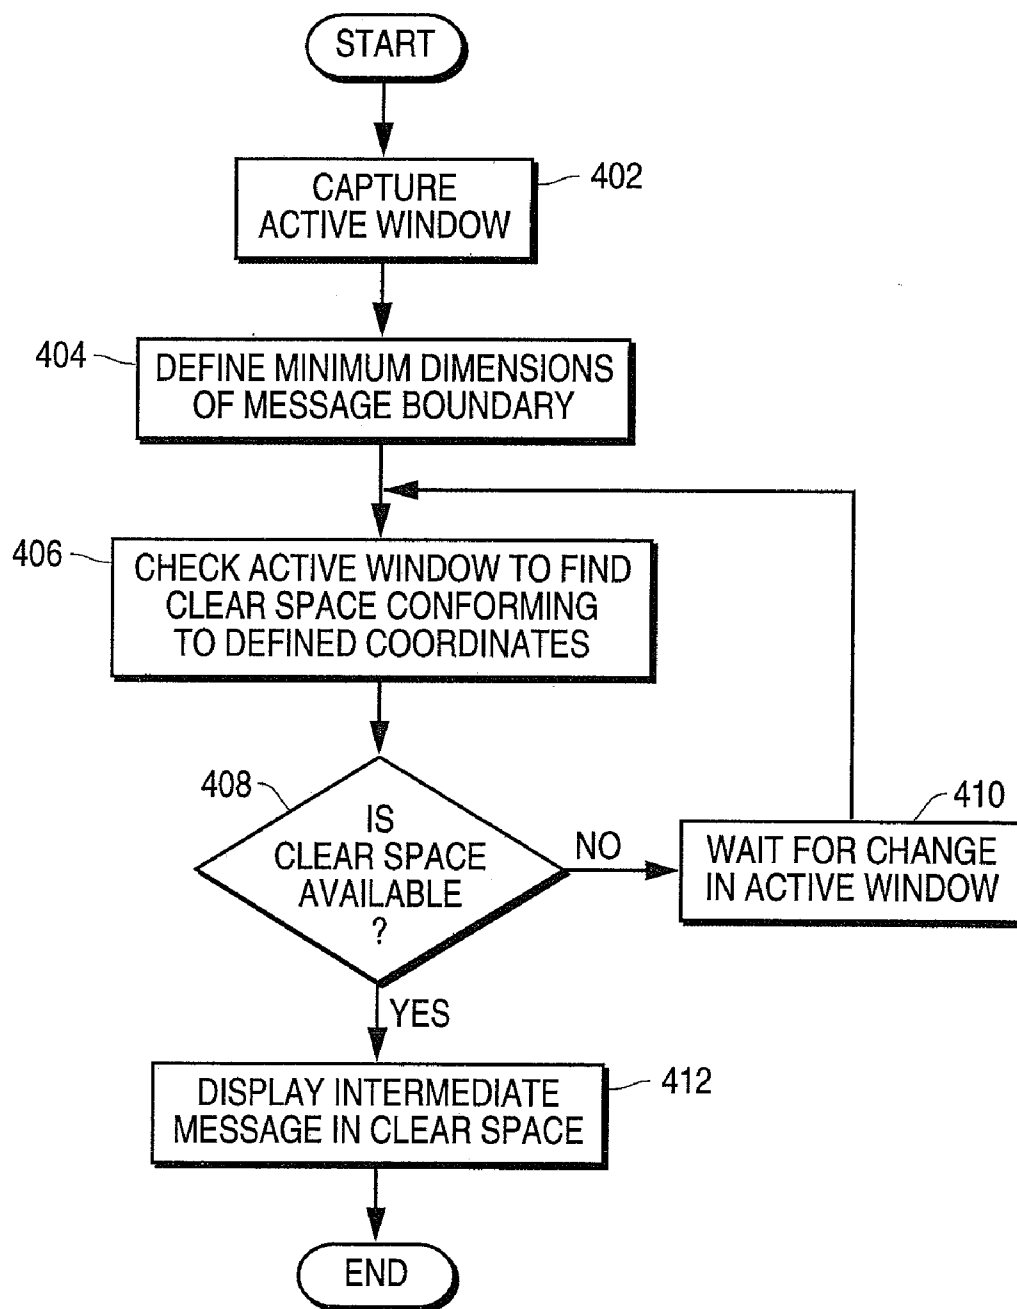 START
402
CAPTURE
ACTIVE WINDOW
404
DEFINE MINIMUM DIMENSIONS
OF MESSAGE BOUNDARY
406
CHECK ACTIVE WINDOW TO FIND
CLEAR SPACE CONFORMING
TO DEFINED COORDINATES
408
IS
CLEAR SPACE
AVAILABLE
?
NO
410
WAIT FOR CHANGE
IN ACTIVE WINDOW
YES
412
DISPLAY INTERMEDIATE
MESSAGE IN CLEAR SPACE
END